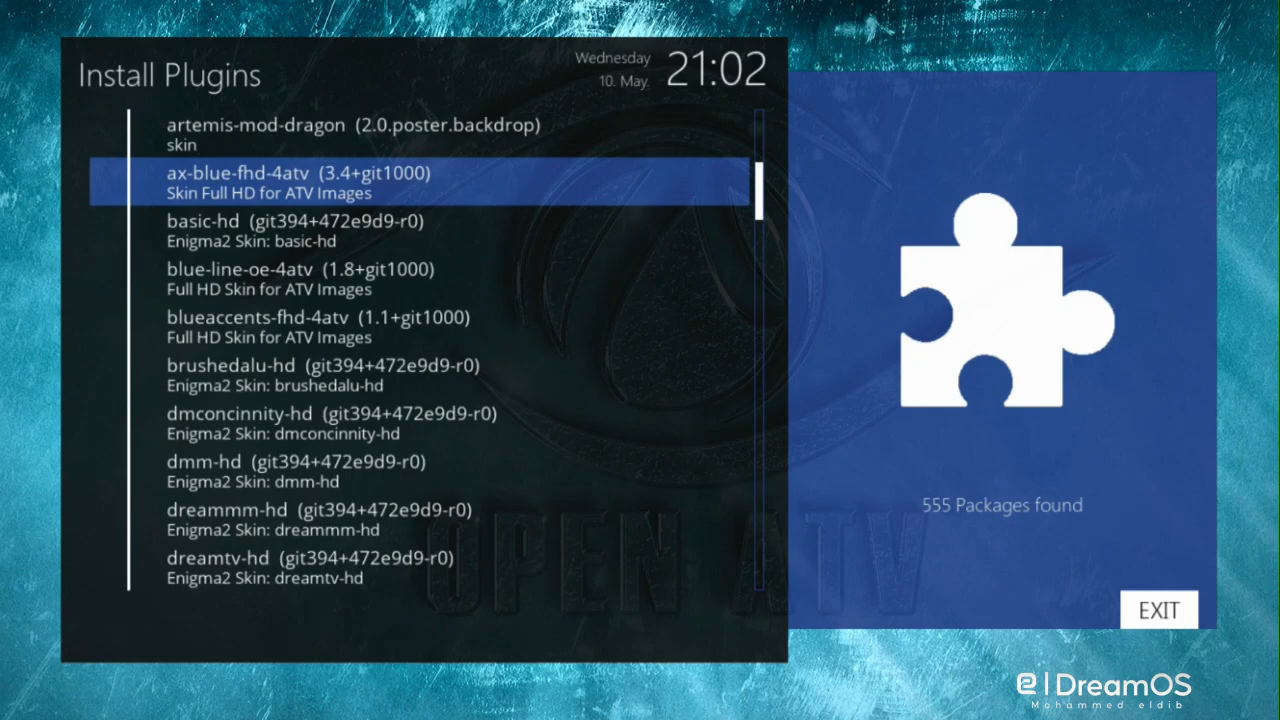 Install Plugins
Wednesday
10. May.
21:02
artemis-mod-dragon (2.0.poster.backdrop)
skin
ax-blue-fhd-4atv (3.4+git1000)
Skin Full HD for ATV Images
basic-hd (git394+472e9d9-r0)
Enigma2 Skin: basic-hd
blue-line-oe-4atv (1.8+git1000)
Full HD Skin for ATV Images
blueaccents-fhd-4atv (1.1+git1000)
Full HD Skin for ATV Images
brushedalu-hd (git394+472e9d9-r0)
Enigma2 Skin: brushedalu-hd
dmconcinnity-hd (git394+472e9d9-r0)
Enigma2 Skin: dmconcinnity-hd
dmm-hd (git394+472e9d9-r0)
Enigma2 Skin: dmm-hd
dreammm-hd (git394+472e9d9-r0)
Enigma2 Skin: dreammm-hd
dreamtv-hd (git394+472e9d9-r0)
Enigma2 Skin: dreamtv-hd
OPEN ATV
555 Packages found
EXIT
e2|DreamOS
Mohammed eldib